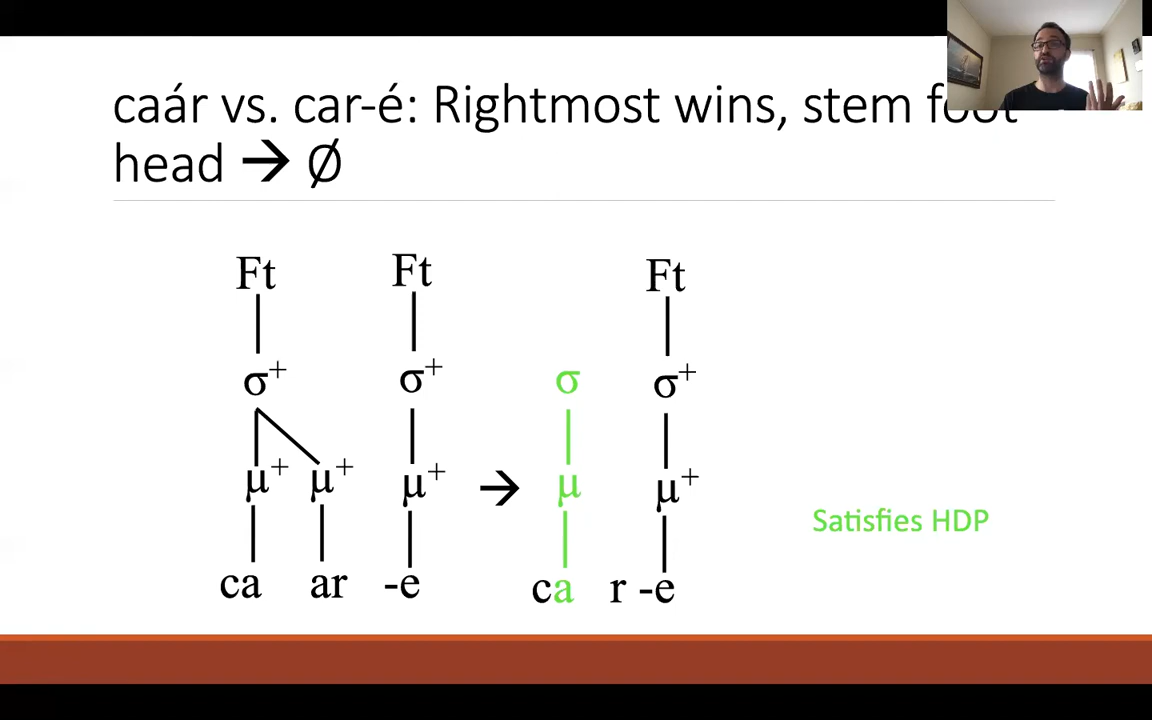 caár vs. car-é: Rightmost wins, stem foot
head → Ø
Ft Ft Ft
σ⁺ σ⁺ σ σ⁺
μ⁺ μ⁺ μ⁺ → μ μ⁺
Satisfies HDP
ca ar -e ca r -e